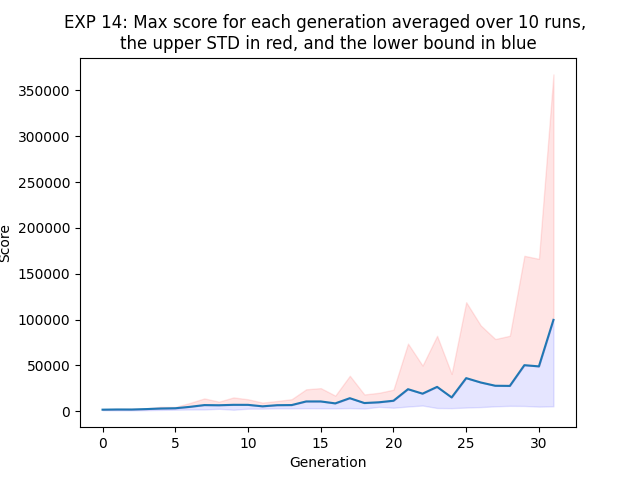 EXP 14: Max score for each generation averaged over 10 runs,
the upper STD in red, and the lower bound in blue
350000
300000
250000
200000
150000
100000
50000
0
Score
0 5 10 15 20 25 30
Generation